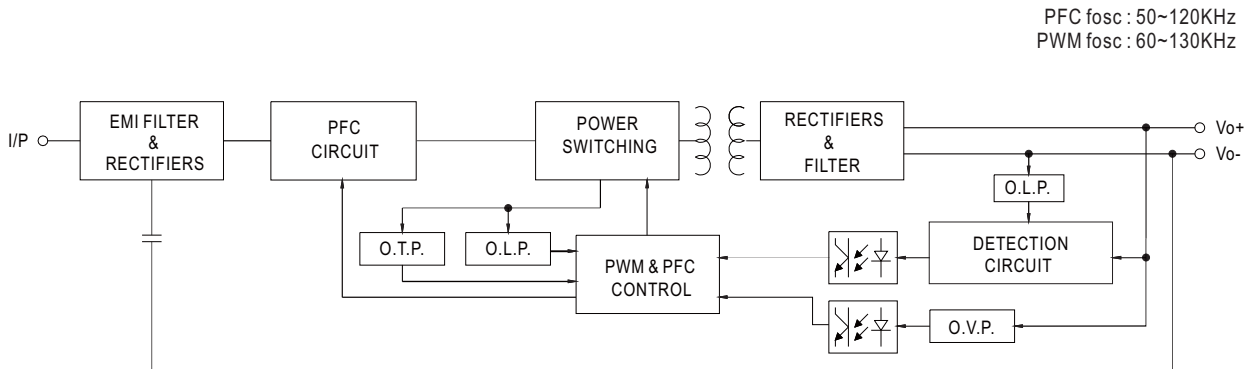 PFC fosc : 50~120KHz
PWM fosc : 60~130KHz
I/P
EMI FILTER
&
RECTIFIERS
PFC
CIRCUIT
POWER
SWITCHING
RECTIFIERS
&
FILTER
Vo+
Vo-
O.L.P.
O.T.P.
O.L.P.
PWM & PFC
CONTROL
DETECTION
CIRCUIT
O.V.P.